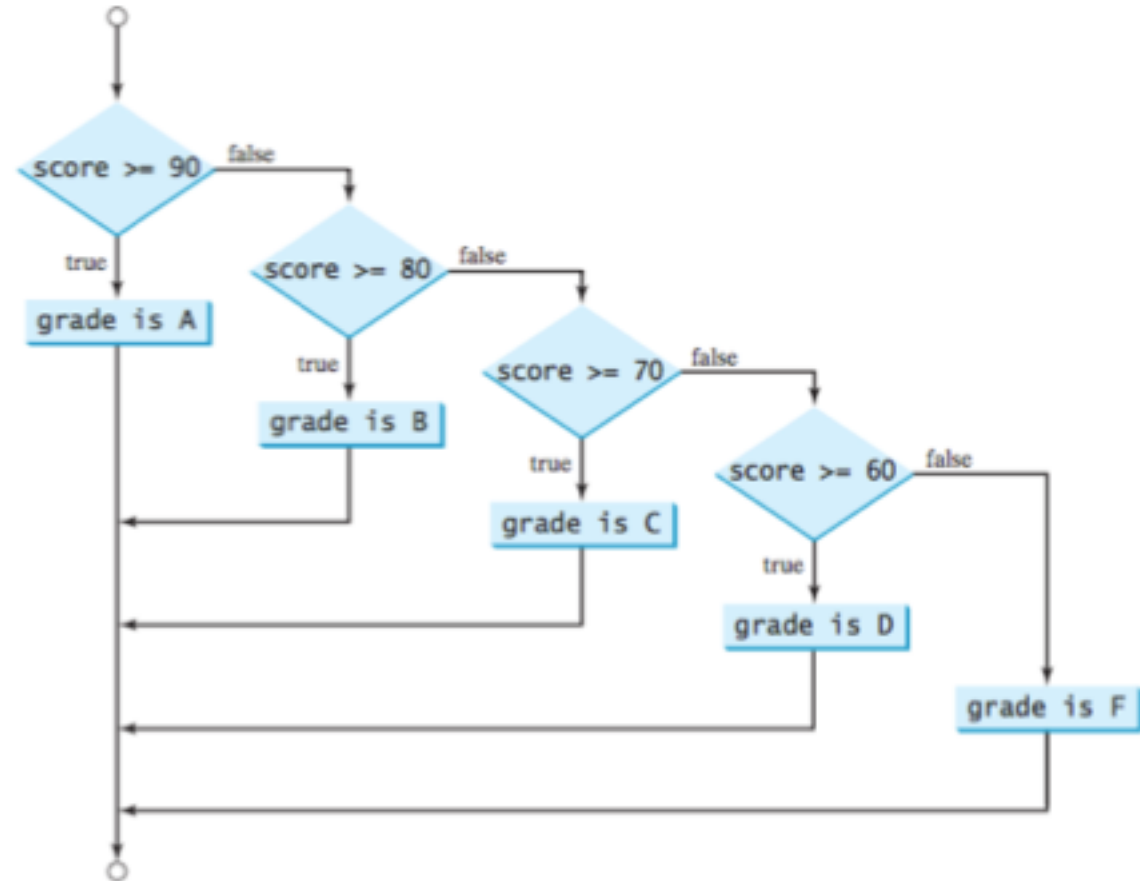 score >= 90
false
true
grade is A
score >= 80
false
true
grade is B
score >= 70
false
true
grade is C
score >= 60
false
true
grade is D
grade is F